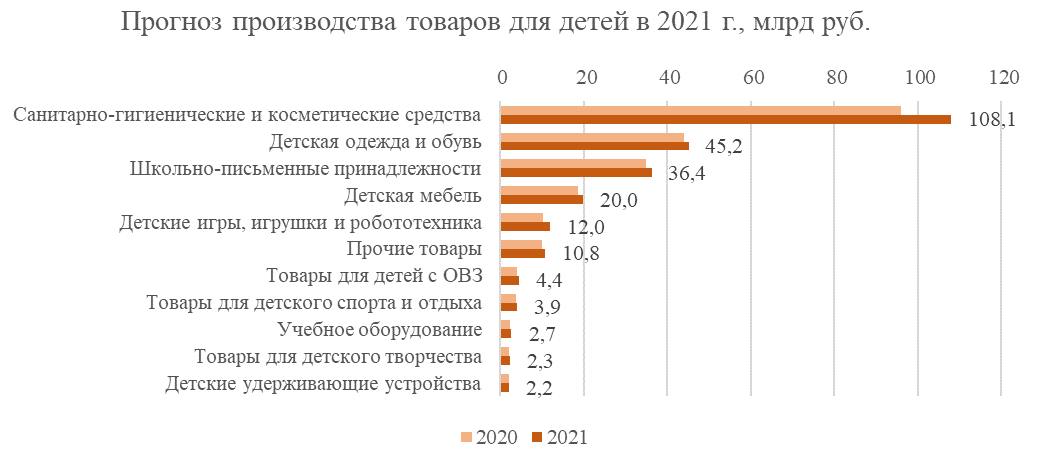 Прогноз производства товаров для детей в 2021 г., млрд руб.
0 20 40 60 80 100 120
Санитарно-гигиенические и косметические средства 108,1
Детская одежда и обувь 45,2
Школьно-письменные принадлежности 36,4
Детская мебель 20,0
Детские игры, игрушки и робототехника 12,0
Прочие товары 10,8
Товары для детей с ОВЗ 4,4
Товары для детского спорта и отдыха 3,9
Учебное оборудование 2,7
Товары для детского творчества 2,3
Детские удерживающие устройства 2,2
2020 2021